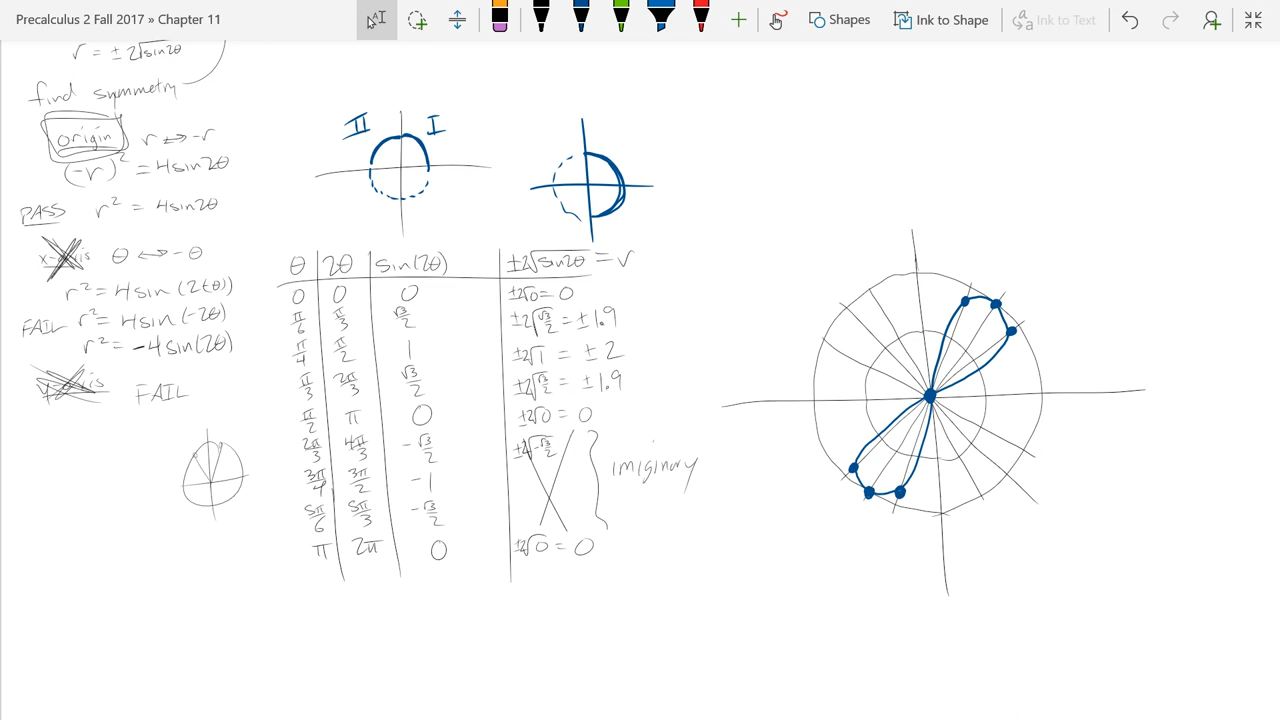 Precalculus 2 Fall 2017 » Chapter 11
Shapes
Ink to Shape
Ink to Text
r = ± 2√sin2θ
find symmetry
origin r ↔ -r
(-r)² = 4sin2θ
PASS r² = 4sin2θ
x-axis θ ↔ -θ
r² = 4sin(2(-θ))
FAIL r² = 4sin(-2θ)
r² = -4sin(2θ)
y-axis FAIL
II I
θ 2θ sin(2θ) ±2√sin2θ = r
0 0 0 ±2√0 = 0
π/6 π/3 √3/2 ±2√(√3/2) = ±1.9
π/4 π/2 1 ±2√1 = ±2
π/3 2π/3 √3/2 ±2√(√3/2) = ±1.9
π/2 π 0 ±2√0 = 0
2π/3 4π/3 -√3/2 ±2√(-√3/2)
3π/4 3π/2 -1 imiginary
5π/6 5π/3 -√3/2
π 2π 0 ±2√0 = 0